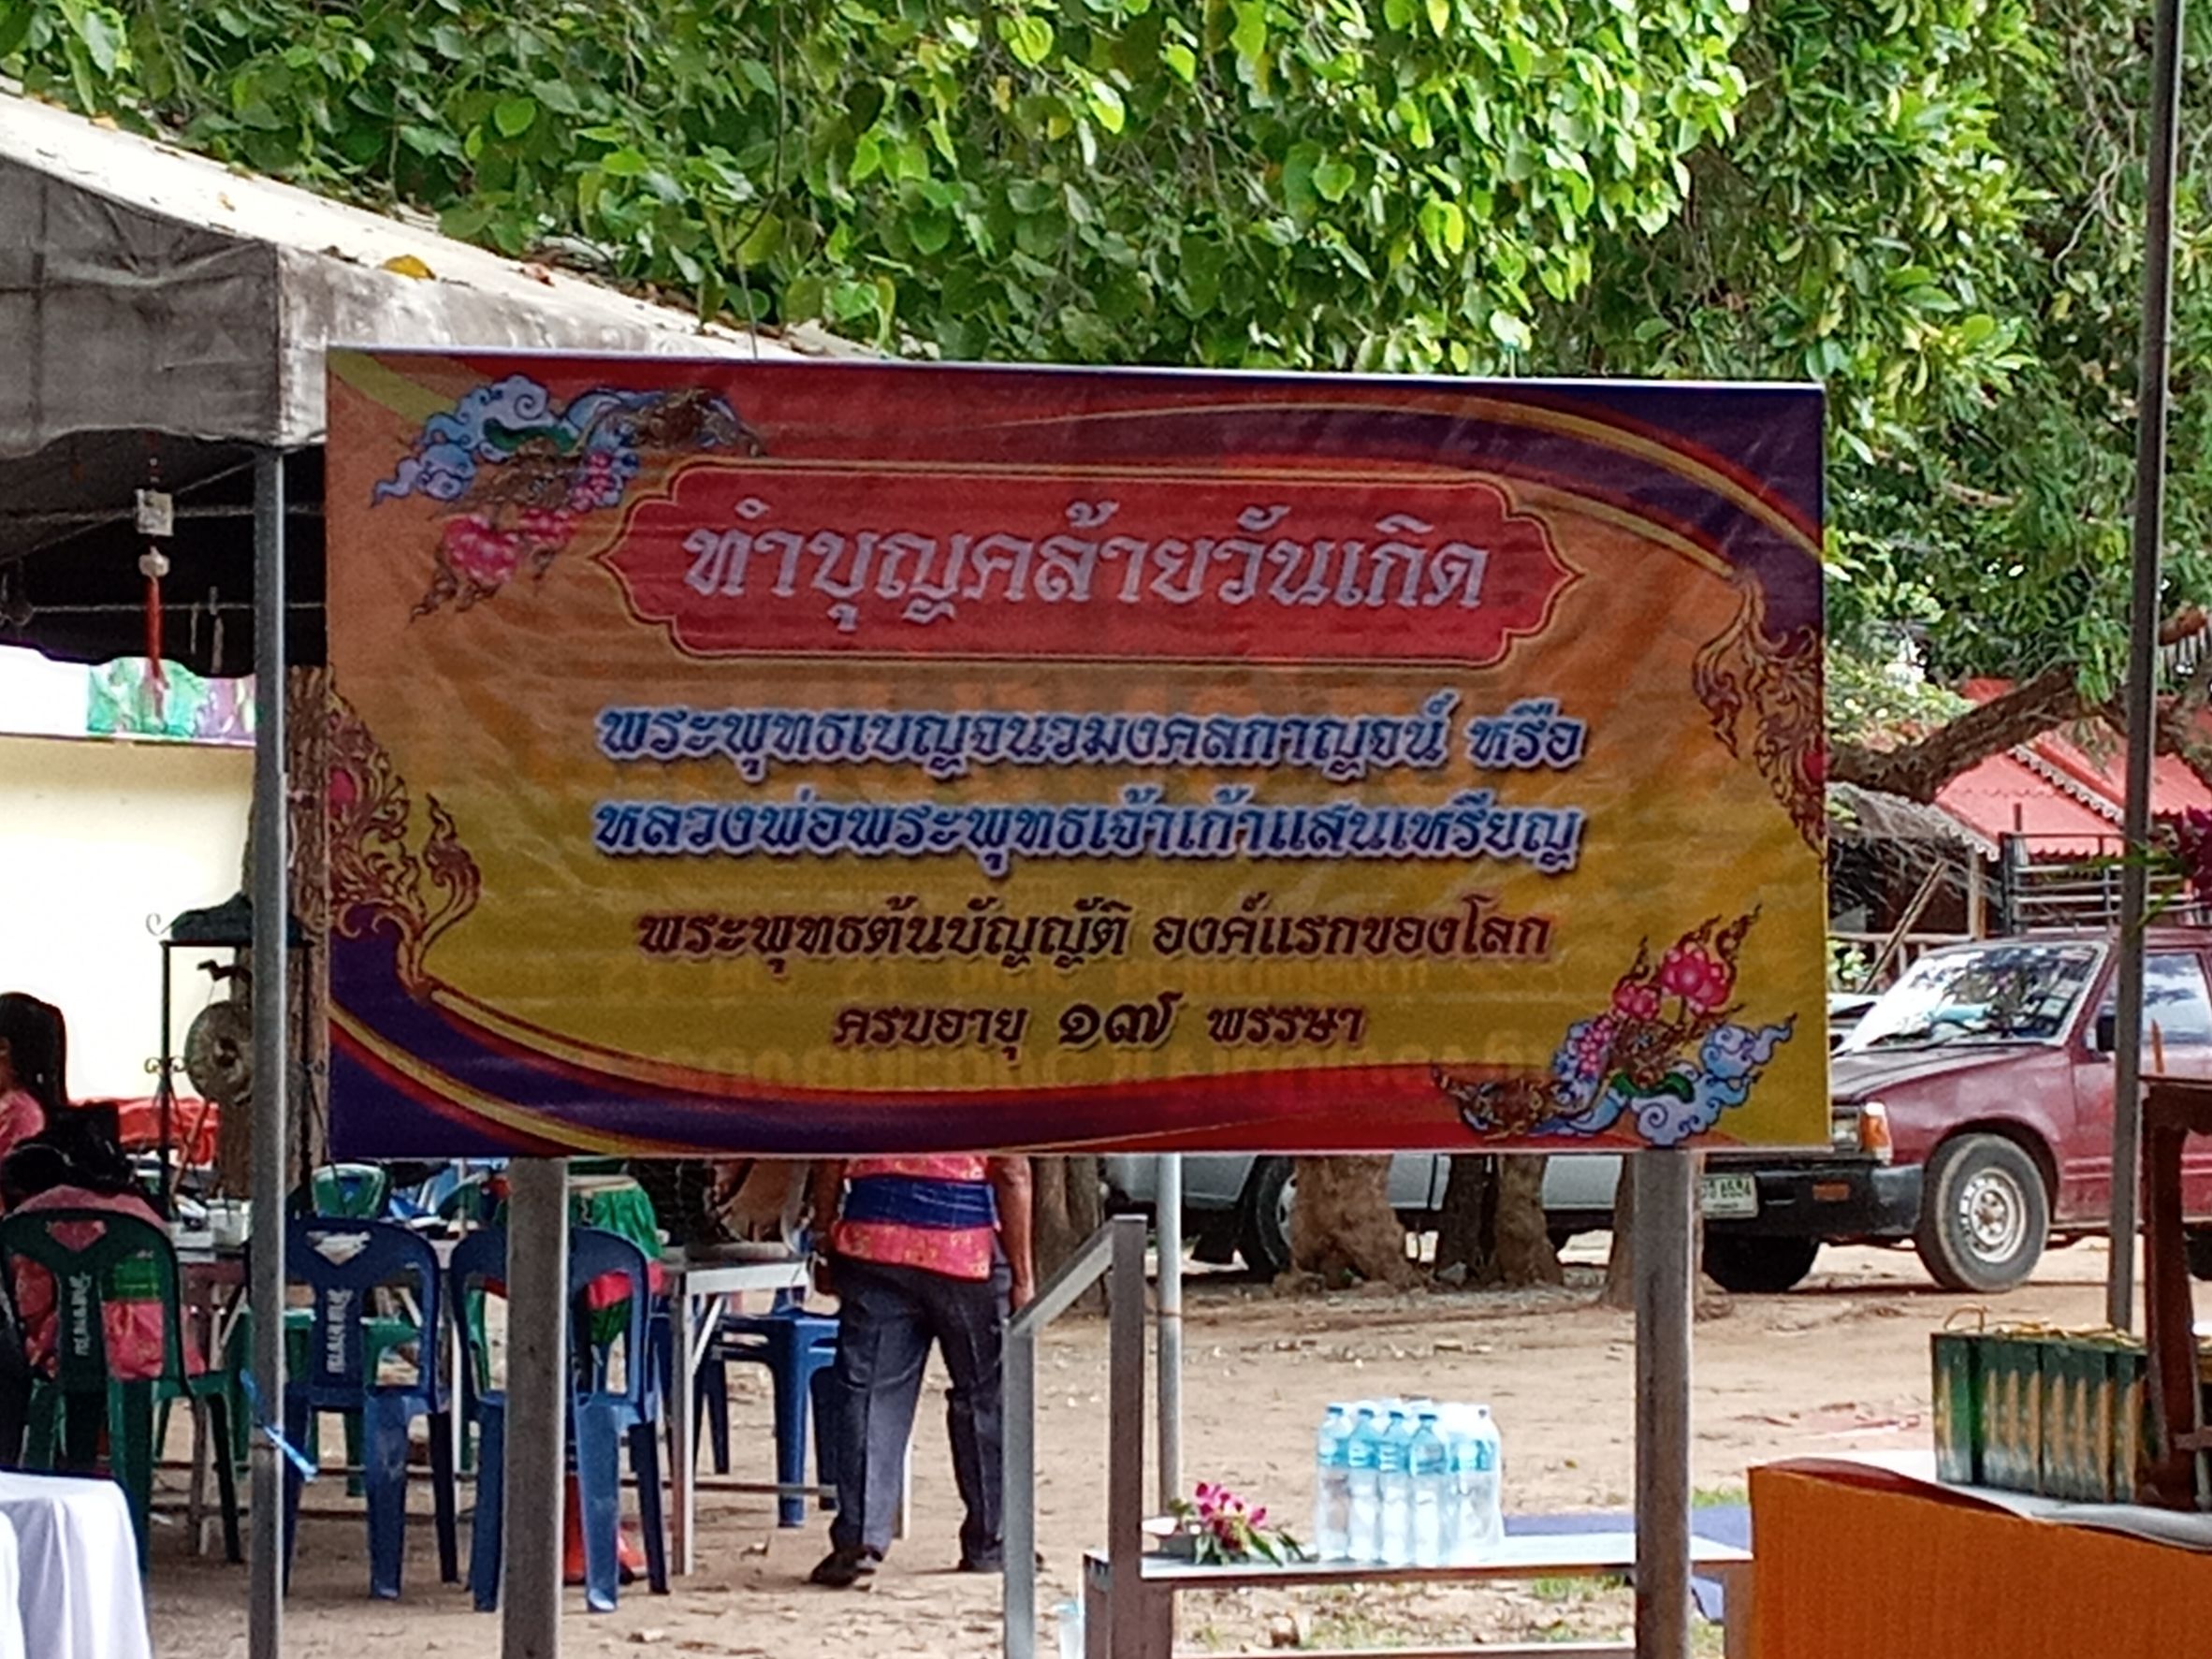 ทำบุญคล้ายวันเกิด
พระพุทธเบญจนวมงคลกาญจน์ หรือ
หลวงพ่อพระพุทธเจ้าเก้าแสนเหรียญ
พระพุทธต้นบัญญัติ องค์แรกของโลก
ครบอายุ ๑๗ พรรษา